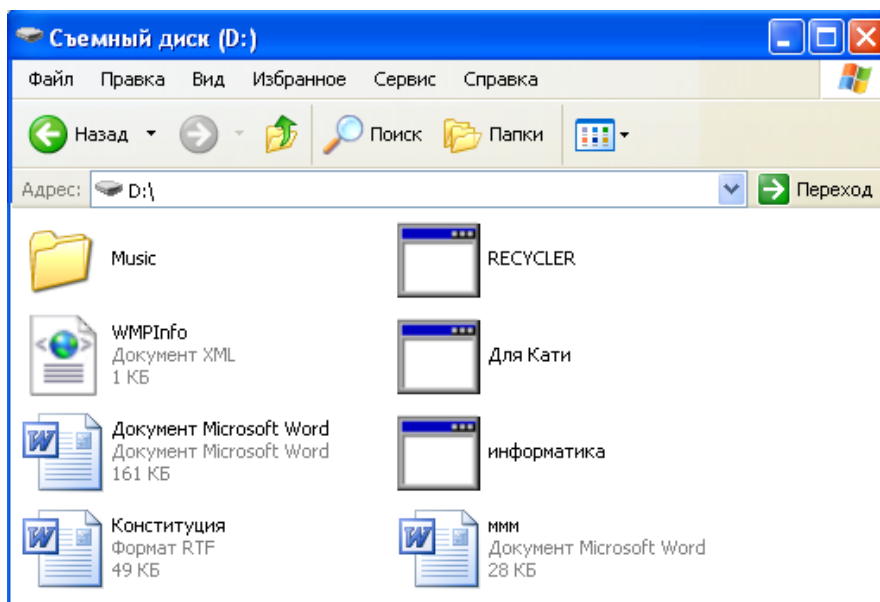 Съемный диск (D:)
Файл Правка Вид Избранное Сервис Справка
Назад Поиск Папки
Адрес: D:\ Переход
Music
RECYCLER
WMPInfo
Документ XML
1 КБ
Для Кати
Документ Microsoft Word
Документ Microsoft Word
161 КБ
информатика
Конституция
Формат RTF
49 КБ
ммм
Документ Microsoft Word
28 КБ